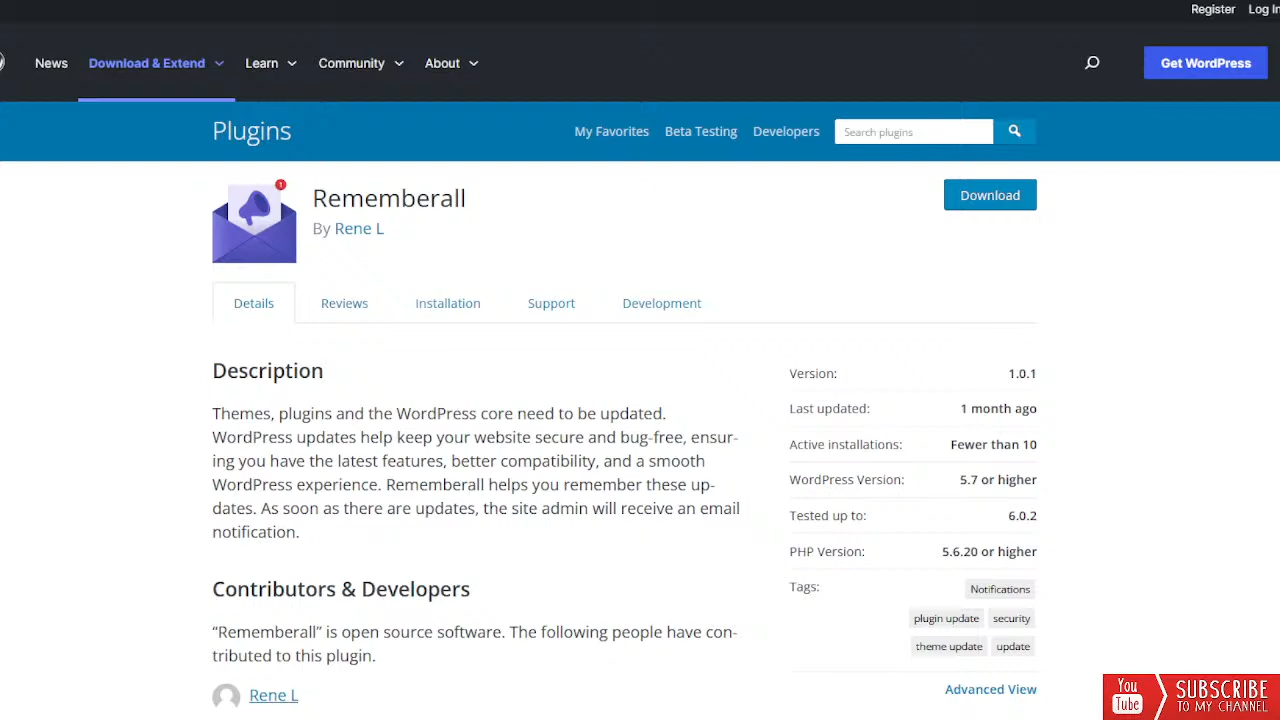 Register Log In
News Download & Extend Learn Community About Get WordPress
Plugins My Favorites Beta Testing Developers Search plugins
1
Rememberall
Download
By Rene L
Details Reviews Installation Support Development
Description
Themes, plugins and the WordPress core need to be updated.
WordPress updates help keep your website secure and bug-free, ensur-
ing you have the latest features, better compatibility, and a smooth
WordPress experience. Rememberall helps you remember these up-
dates. As soon as there are updates, the site admin will receive an email
notification.
Contributors & Developers
“Rememberall” is open source software. The following people have con-
tributed to this plugin.
Rene L
Version: 1.0.1
Last updated: 1 month ago
Active installations: Fewer than 10
WordPress Version: 5.7 or higher
Tested up to: 6.0.2
PHP Version: 5.6.20 or higher
Tags: Notifications
plugin update security
theme update update
Advanced View
You
Tube
SUBSCRIBE
TO MY CHANNEL